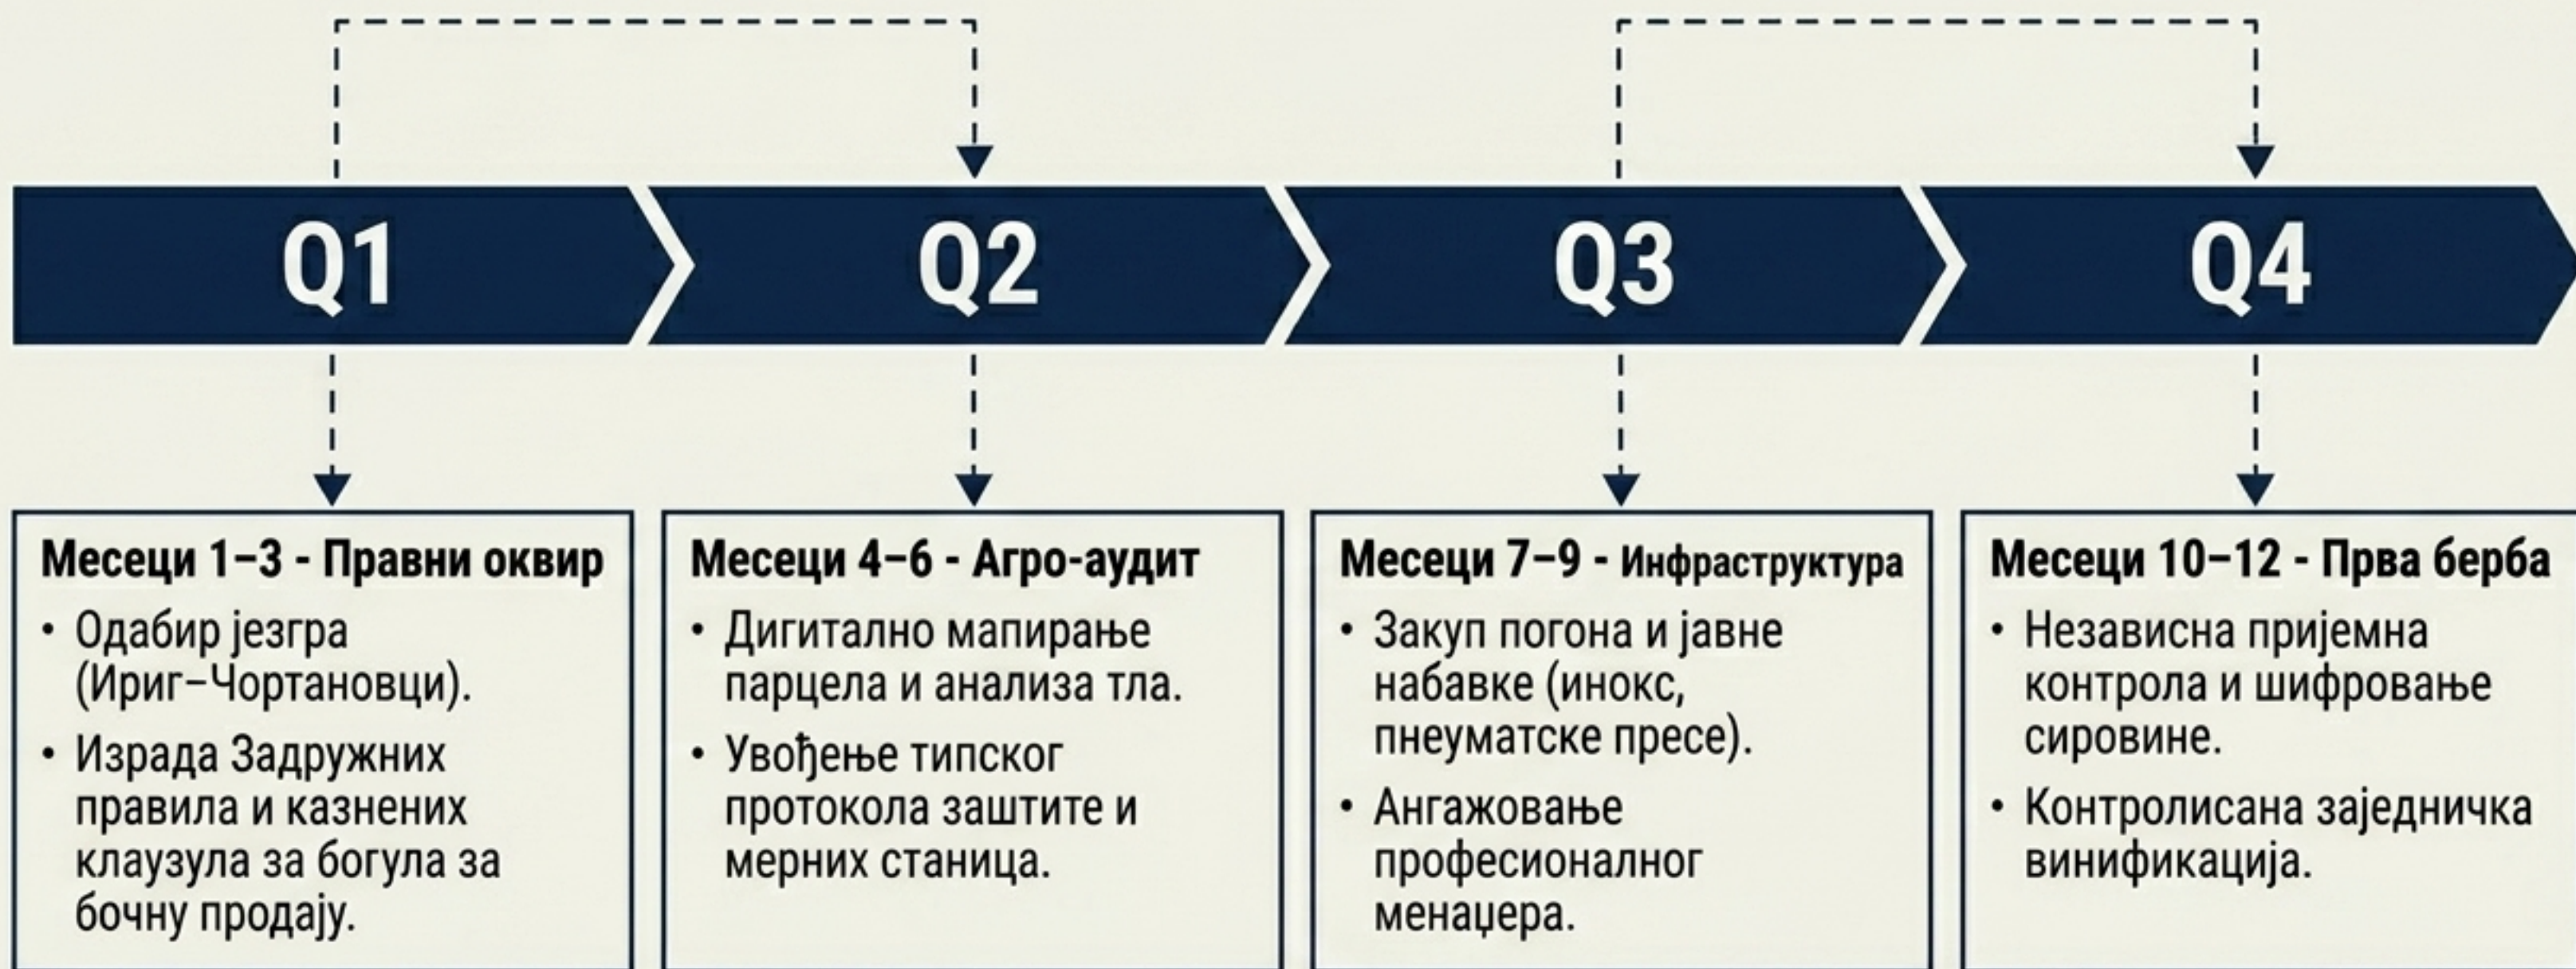 Q1
Q2
Q3
Q4
Месеци 1–3 - Правни оквир
• Одабир језгра
(Ириг–Чортановци).
• Израда Задружних
правила и казнених
клаузула за богула за
бочну продају.
Месеци 4–6 - Агро-аудит
• Дигитално мапирање
парцела и анализа тла.
• Увођење типског
протокола заштите и
мерних станица.
Месеци 7–9 - Инфраструктура
• Закуп погона и јавне
набавке (инокс,
пнеуматске пресе).
• Ангажовање
професионалног
менаџера.
Месеци 10–12 - Прва берба
• Независна пријемна
контрола и шифровање
сировине.
• Контролисана заједничка
винификација.